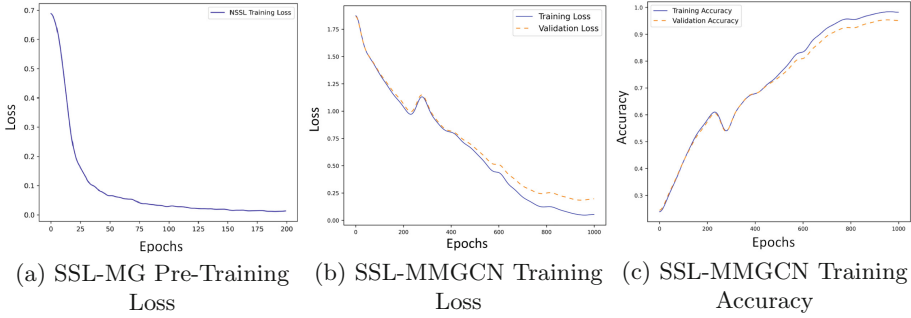 0.7
0.6
0.5
0.4
0.3
0.2
0.1
0.0
Loss
NSSL Training Loss
0 25 50 75 100 125 150 175 200
Epochs
(a) SSL-MG Pre-Training
Loss
1.75
1.50
1.25
1.00
0.75
0.50
0.25
0.00
Loss
Training Loss
Validation Loss
0 200 400 600 800 1000
Epochs
(b) SSL-MMGCN Training
Loss
1.0
0.9
0.8
0.7
0.6
0.5
0.4
0.3
Accuracy
Training Accuracy
Validation Accuracy
0 200 400 600 800 1000
Epochs
(c) SSL-MMGCN Training
Accuracy